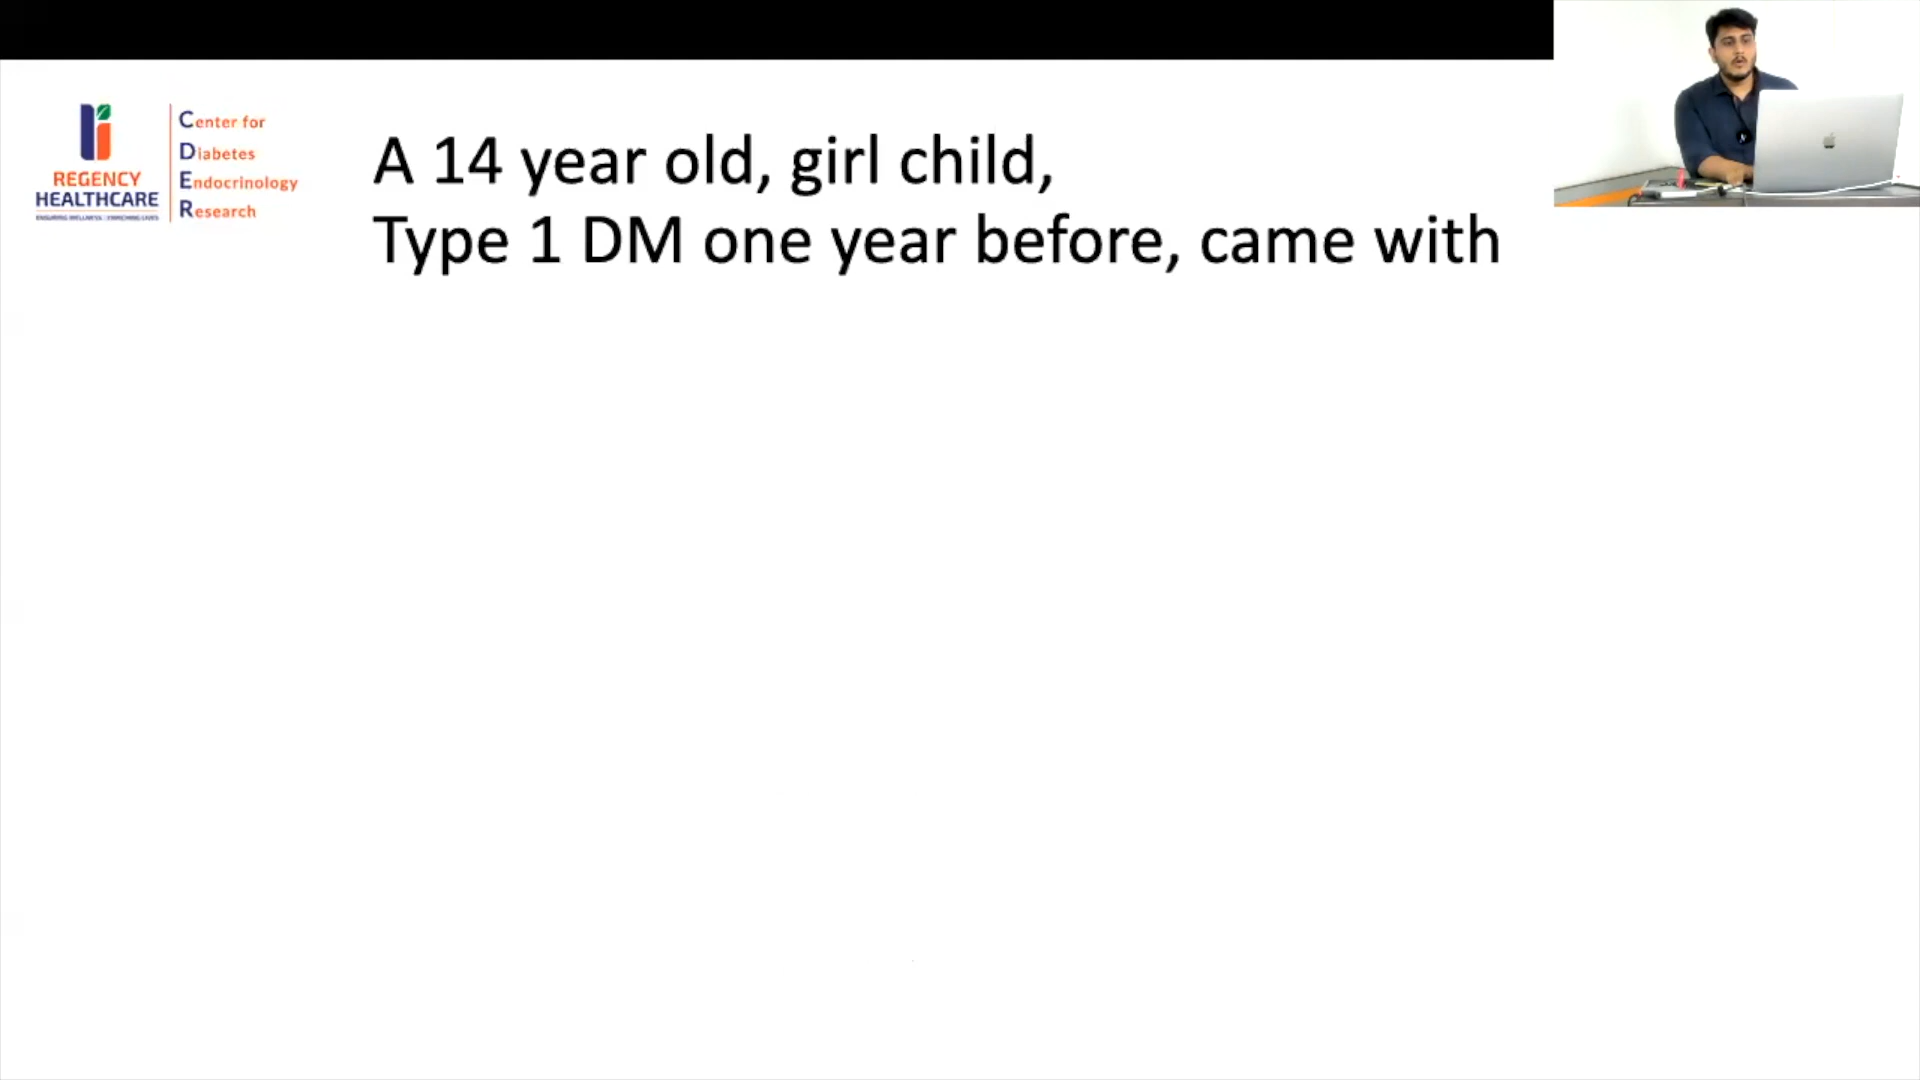 REGENCY
HEALTHCARE
Center for
Diabetes
Endocrinology
Research
A 14 year old, girl child,
Type 1 DM one year before, came with